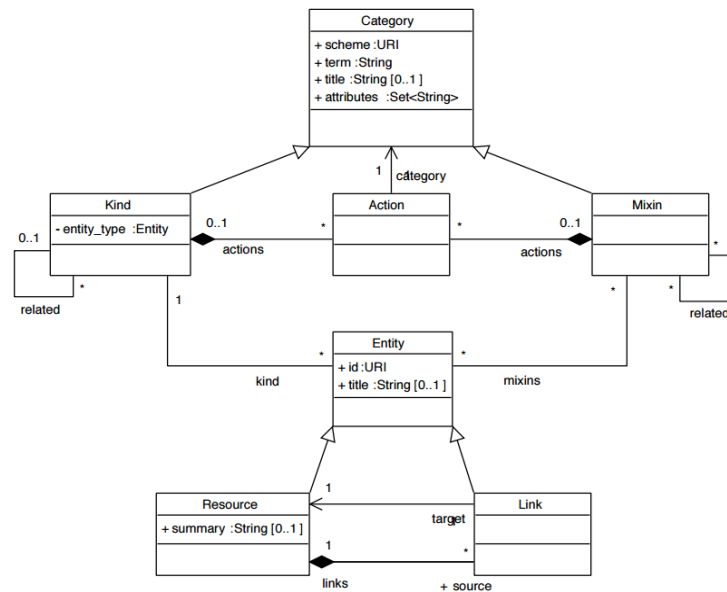 Category
+ scheme :URI
+ term :String
+ title :String [0..1 ]
+ attributes :Set<String>
1
1
category
Kind
- entity_type :Entity
Action
Mixin
0..1
0..1
*
*
0..1
actions
actions
*
*
related
1
*
*
related
*
Entity
+ id :URI
+ title :String [0..1 ]
*
*
kind
mixins
Resource
+ summary :String [0..1 ]
Link
1
target
1
1
*
links
+ source